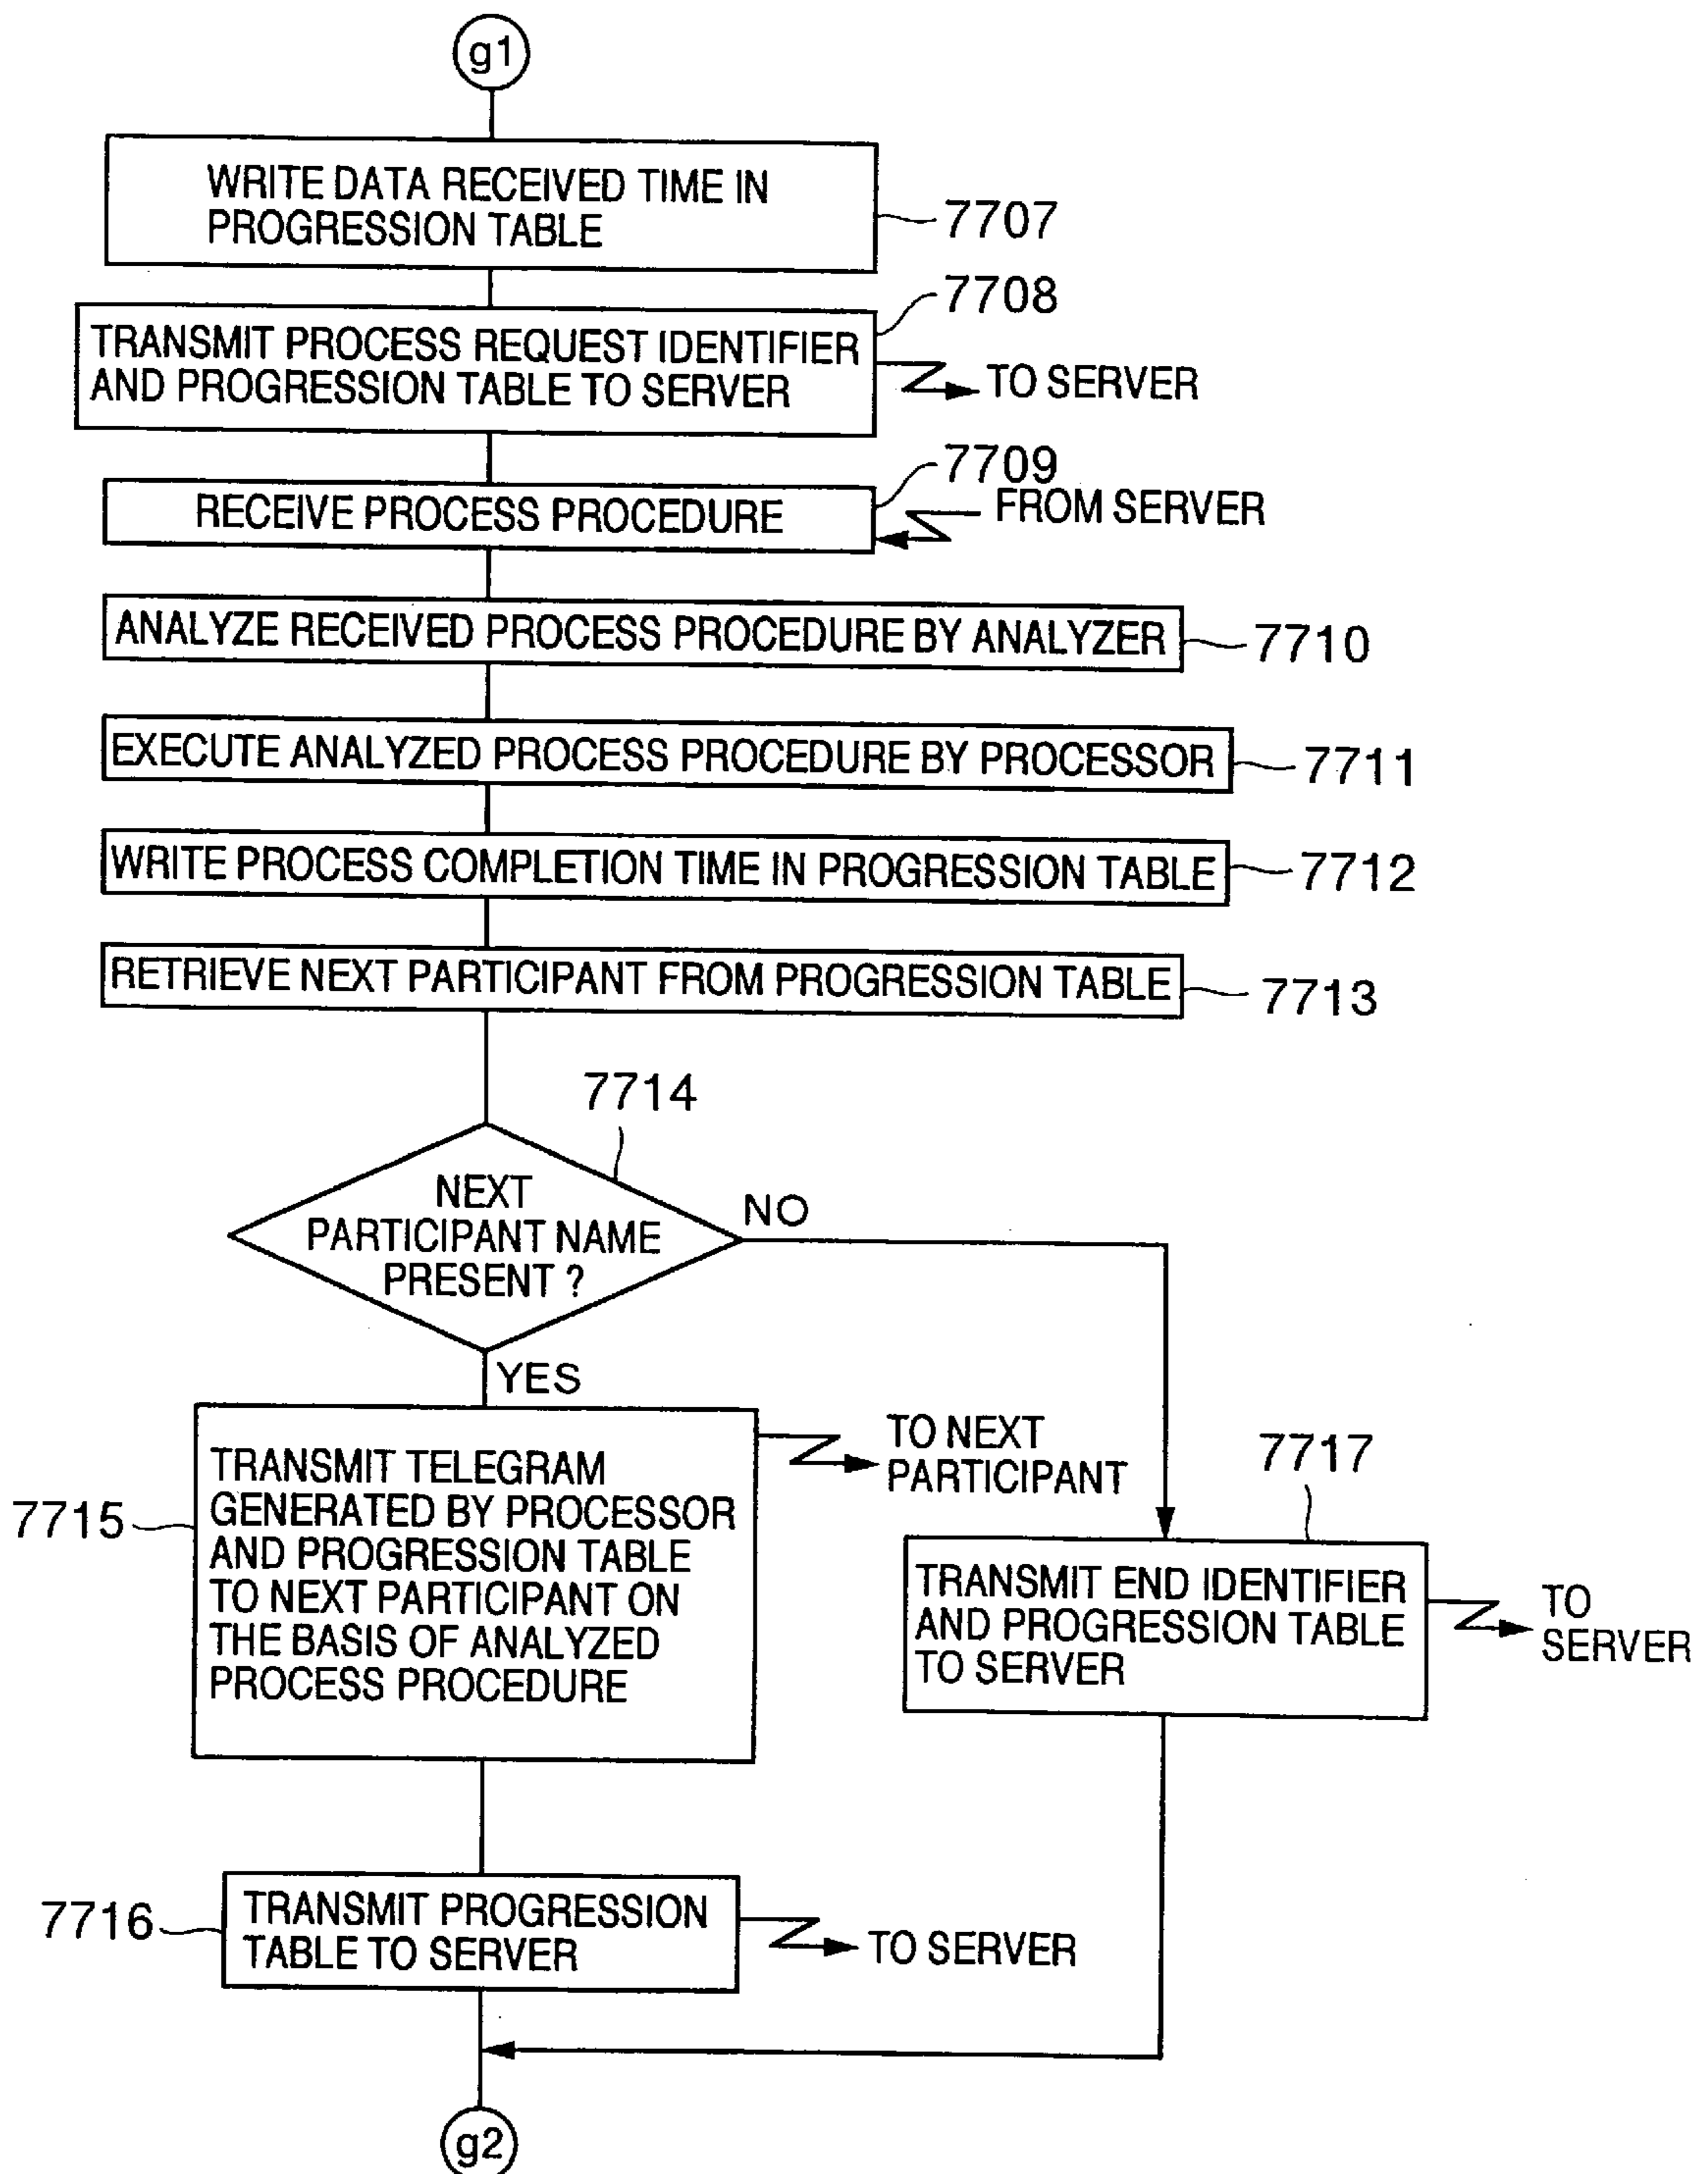 g1
WRITE DATA RECEIVED TIME IN
PROGRESSION TABLE
7707
7708
TRANSMIT PROCESS REQUEST IDENTIFIER
AND PROGRESSION TABLE TO SERVER
TO SERVER
7709
RECEIVE PROCESS PROCEDURE
FROM SERVER
ANALYZE RECEIVED PROCESS PROCEDURE BY ANALYZER
7710
EXECUTE ANALYZED PROCESS PROCEDURE BY PROCESSOR
7711
WRITE PROCESS COMPLETION TIME IN PROGRESSION TABLE
7712
RETRIEVE NEXT PARTICIPANT FROM PROGRESSION TABLE
7713
7714
NEXT
PARTICIPANT NAME
PRESENT ?
NO
YES
7715
TRANSMIT TELEGRAM
GENERATED BY PROCESSOR
AND PROGRESSION TABLE
TO NEXT PARTICIPANT ON
THE BASIS OF ANALYZED
PROCESS PROCEDURE
TO NEXT
PARTICIPANT
7717
TRANSMIT END IDENTIFIER
AND PROGRESSION TABLE
TO SERVER
TO
SERVER
7716
TRANSMIT PROGRESSION
TABLE TO SERVER
TO SERVER
g2